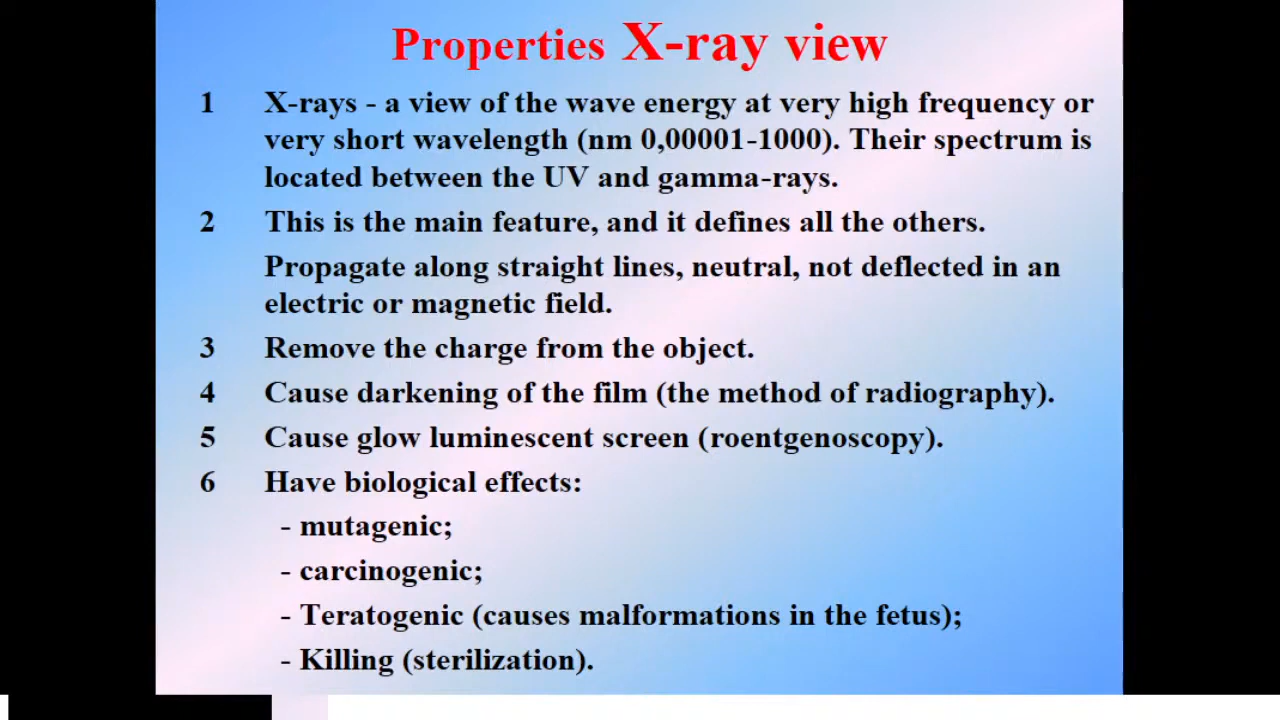 Properties X-ray view
1 X-rays - a view of the wave energy at very high frequency or
very short wavelength (nm 0,00001-1000). Their spectrum is
located between the UV and gamma-rays.
2 This is the main feature, and it defines all the others.
Propagate along straight lines, neutral, not deflected in an
electric or magnetic field.
3 Remove the charge from the object.
4 Cause darkening of the film (the method of radiography).
5 Cause glow luminescent screen (roentgenoscopy).
6 Have biological effects:
- mutagenic;
- carcinogenic;
- Teratogenic (causes malformations in the fetus);
- Killing (sterilization).